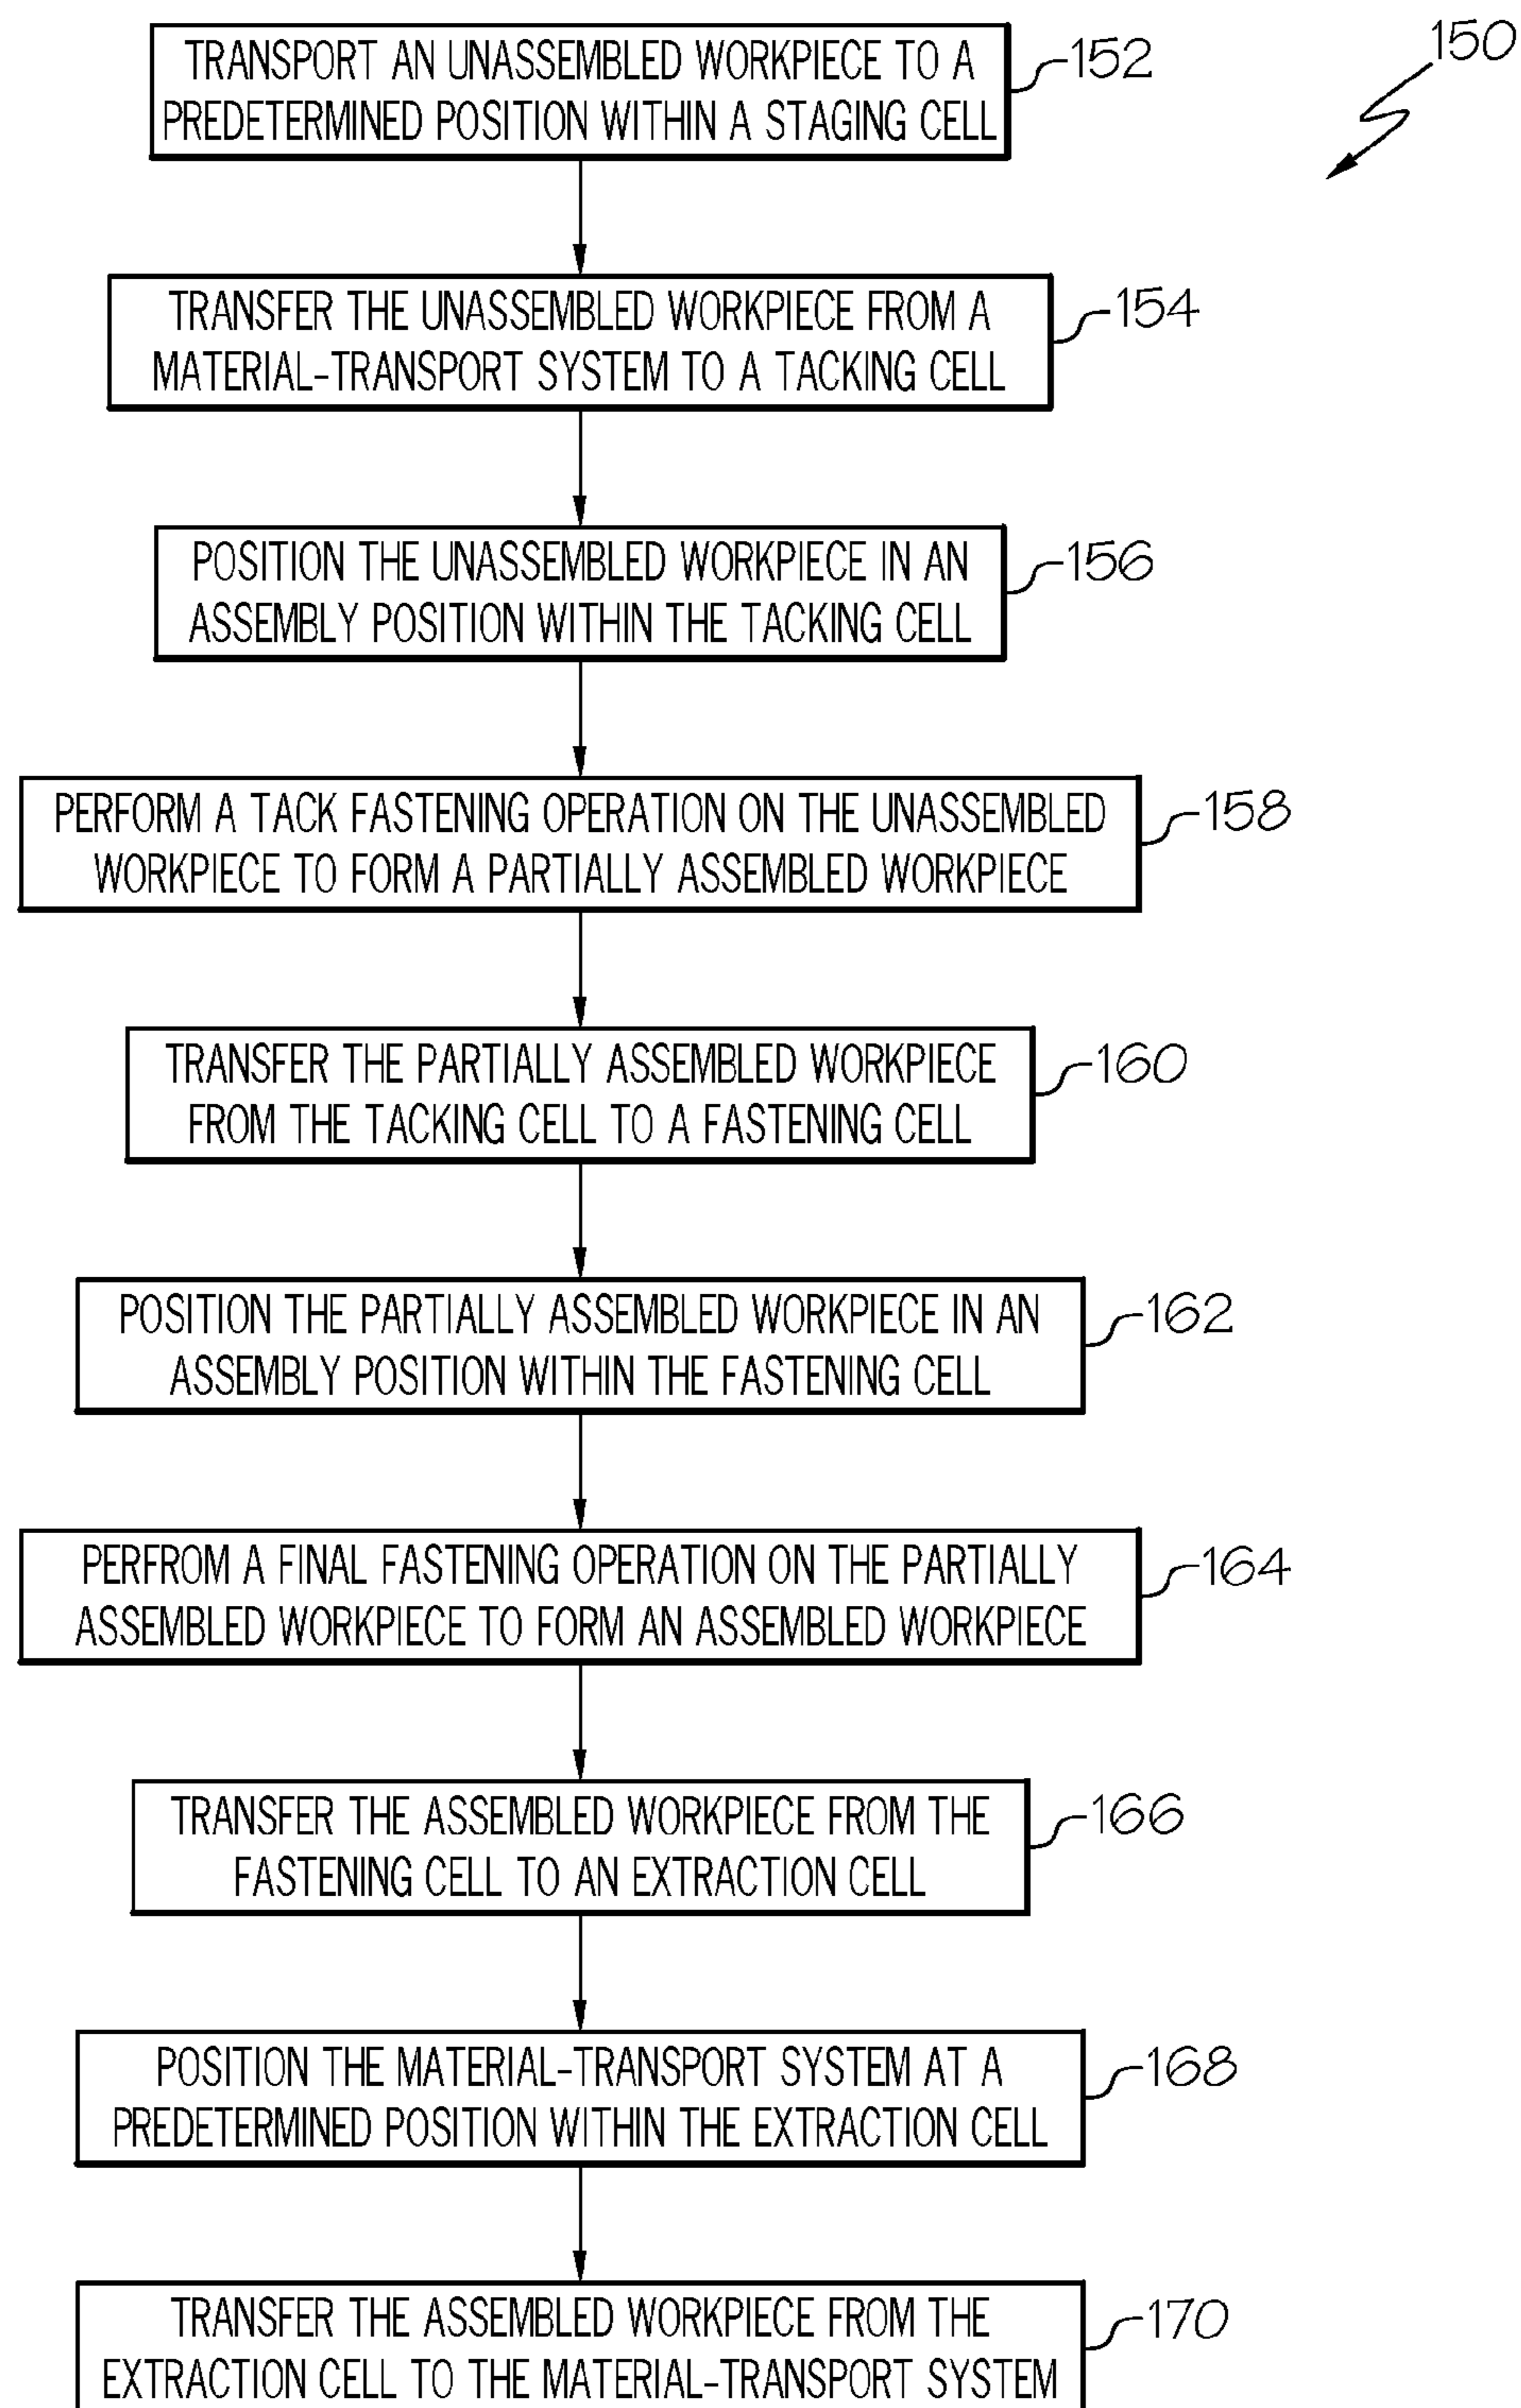 150
TRANSPORT AN UNASSEMBLED WORKPIECE TO A
PREDETERMINED POSITION WITHIN A STAGING CELL
152
TRANSFER THE UNASSEMBLED WORKPIECE FROM A
MATERIAL-TRANSPORT SYSTEM TO A TACKING CELL
154
POSITION THE UNASSEMBLED WORKPIECE IN AN
ASSEMBLY POSITION WITHIN THE TACKING CELL
156
PERFORM A TACK FASTENING OPERATION ON THE UNASSEMBLED
WORKPIECE TO FORM A PARTIALLY ASSEMBLED WORKPIECE
158
TRANSFER THE PARTIALLY ASSEMBLED WORKPIECE
FROM THE TACKING CELL TO A FASTENING CELL
160
POSITION THE PARTIALLY ASSEMBLED WORKPIECE IN AN
ASSEMBLY POSITION WITHIN THE FASTENING CELL
162
PERFROM A FINAL FASTENING OPERATION ON THE PARTIALLY
ASSEMBLED WORKPIECE TO FORM AN ASSEMBLED WORKPIECE
164
TRANSFER THE ASSEMBLED WORKPIECE FROM THE
FASTENING CELL TO AN EXTRACTION CELL
166
POSITION THE MATERIAL-TRANSPORT SYSTEM AT A
PREDETERMINED POSITION WITHIN THE EXTRACTION CELL
168
TRANSFER THE ASSEMBLED WORKPIECE FROM THE
EXTRACTION CELL TO THE MATERIAL-TRANSPORT SYSTEM
170